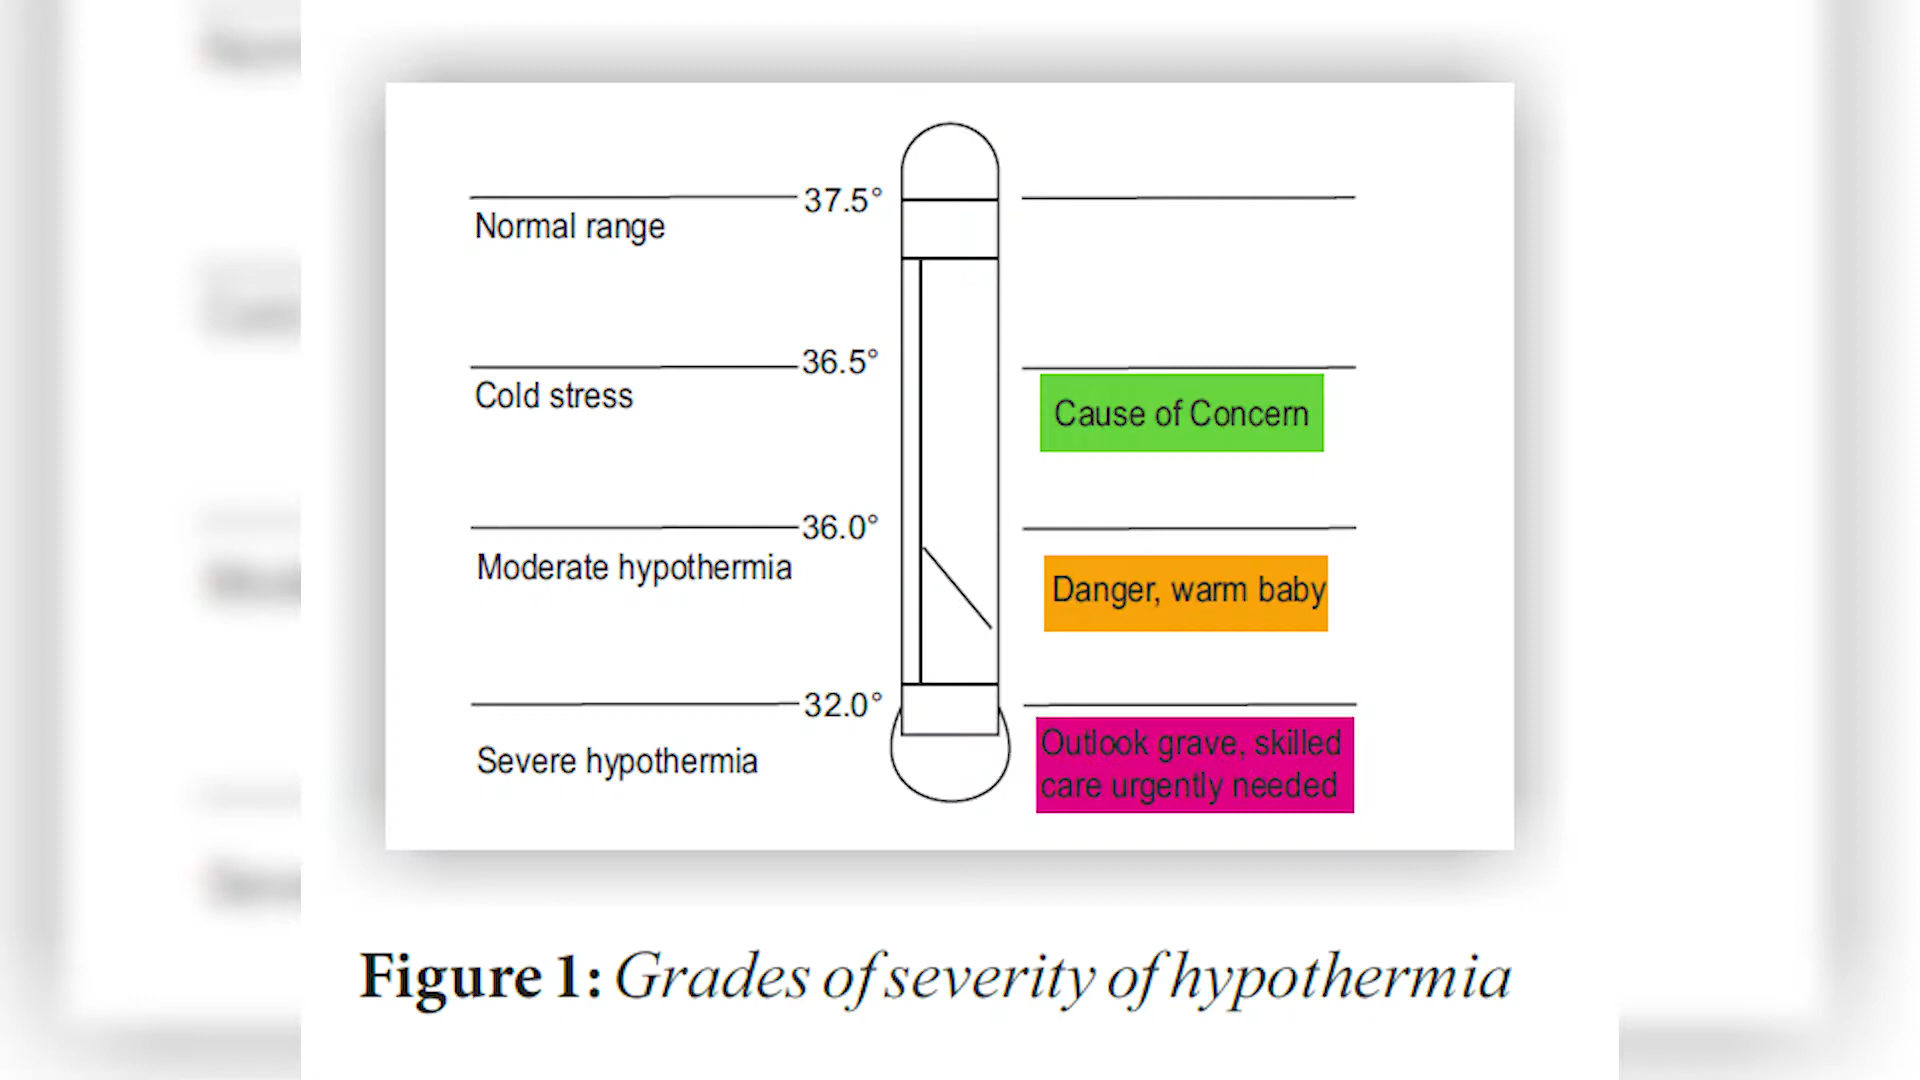 37.5°
Normal range
36.5°
Cold stress
Cause of Concern
36.0°
Moderate hypothermia
Danger, warm baby
32.0°
Severe hypothermia
Outlook grave, skilled
care urgently needed
Figure 1: Grades of severity of hypothermia